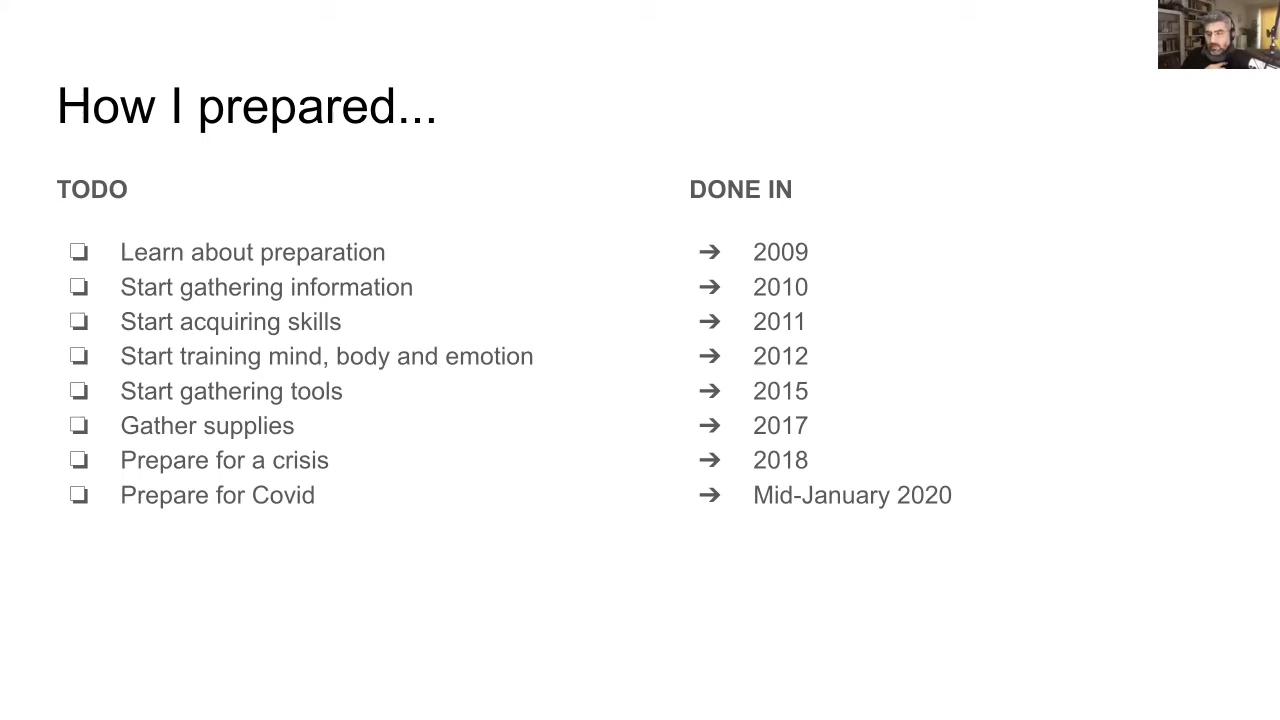 How I prepared...
TODO
DONE IN
❏ Learn about preparation
➔ 2009
❏ Start gathering information
➔ 2010
❏ Start acquiring skills
➔ 2011
❏ Start training mind, body and emotion
➔ 2012
❏ Start gathering tools
➔ 2015
❏ Gather supplies
➔ 2017
❏ Prepare for a crisis
➔ 2018
❏ Prepare for Covid
➔ Mid-January 2020